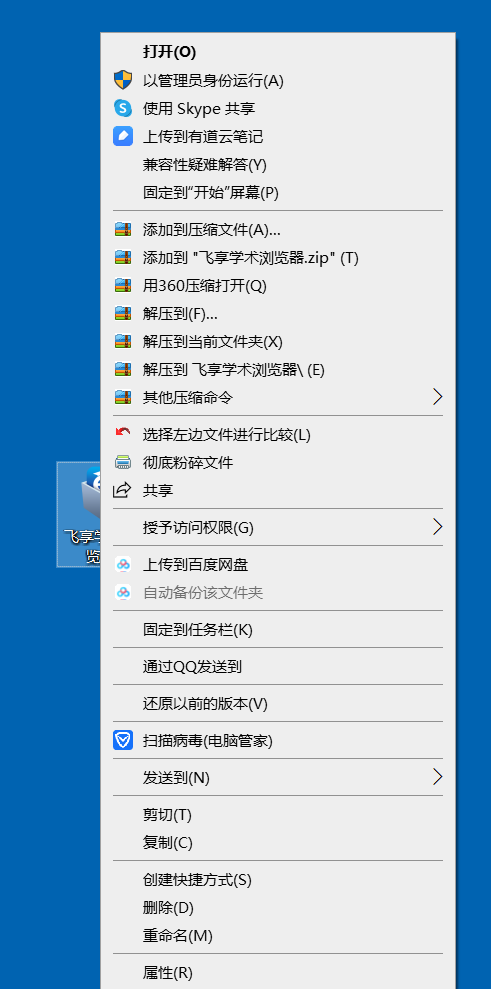 打开(O)
以管理员身份运行(A)
使用 Skype 共享
上传到有道云笔记
兼容性疑难解答(Y)
固定到“开始”屏幕(P)
添加到压缩文件(A)...
添加到 "飞享学术浏览器.zip" (T)
用360压缩打开(Q)
解压到(F)...
解压到当前文件夹(X)
解压到 飞享学术浏览器\ (E)
其他压缩命令
选择左边文件进行比较(L)
彻底粉碎文件
共享
飞享
授予访问权限(G)
览
上传到百度网盘
自动备份该文件夹
固定到任务栏(K)
通过QQ发送到
还原以前的版本(V)
扫描病毒(电脑管家)
发送到(N)
剪切(T)
复制(C)
创建快捷方式(S)
删除(D)
重命名(M)
属性(R)